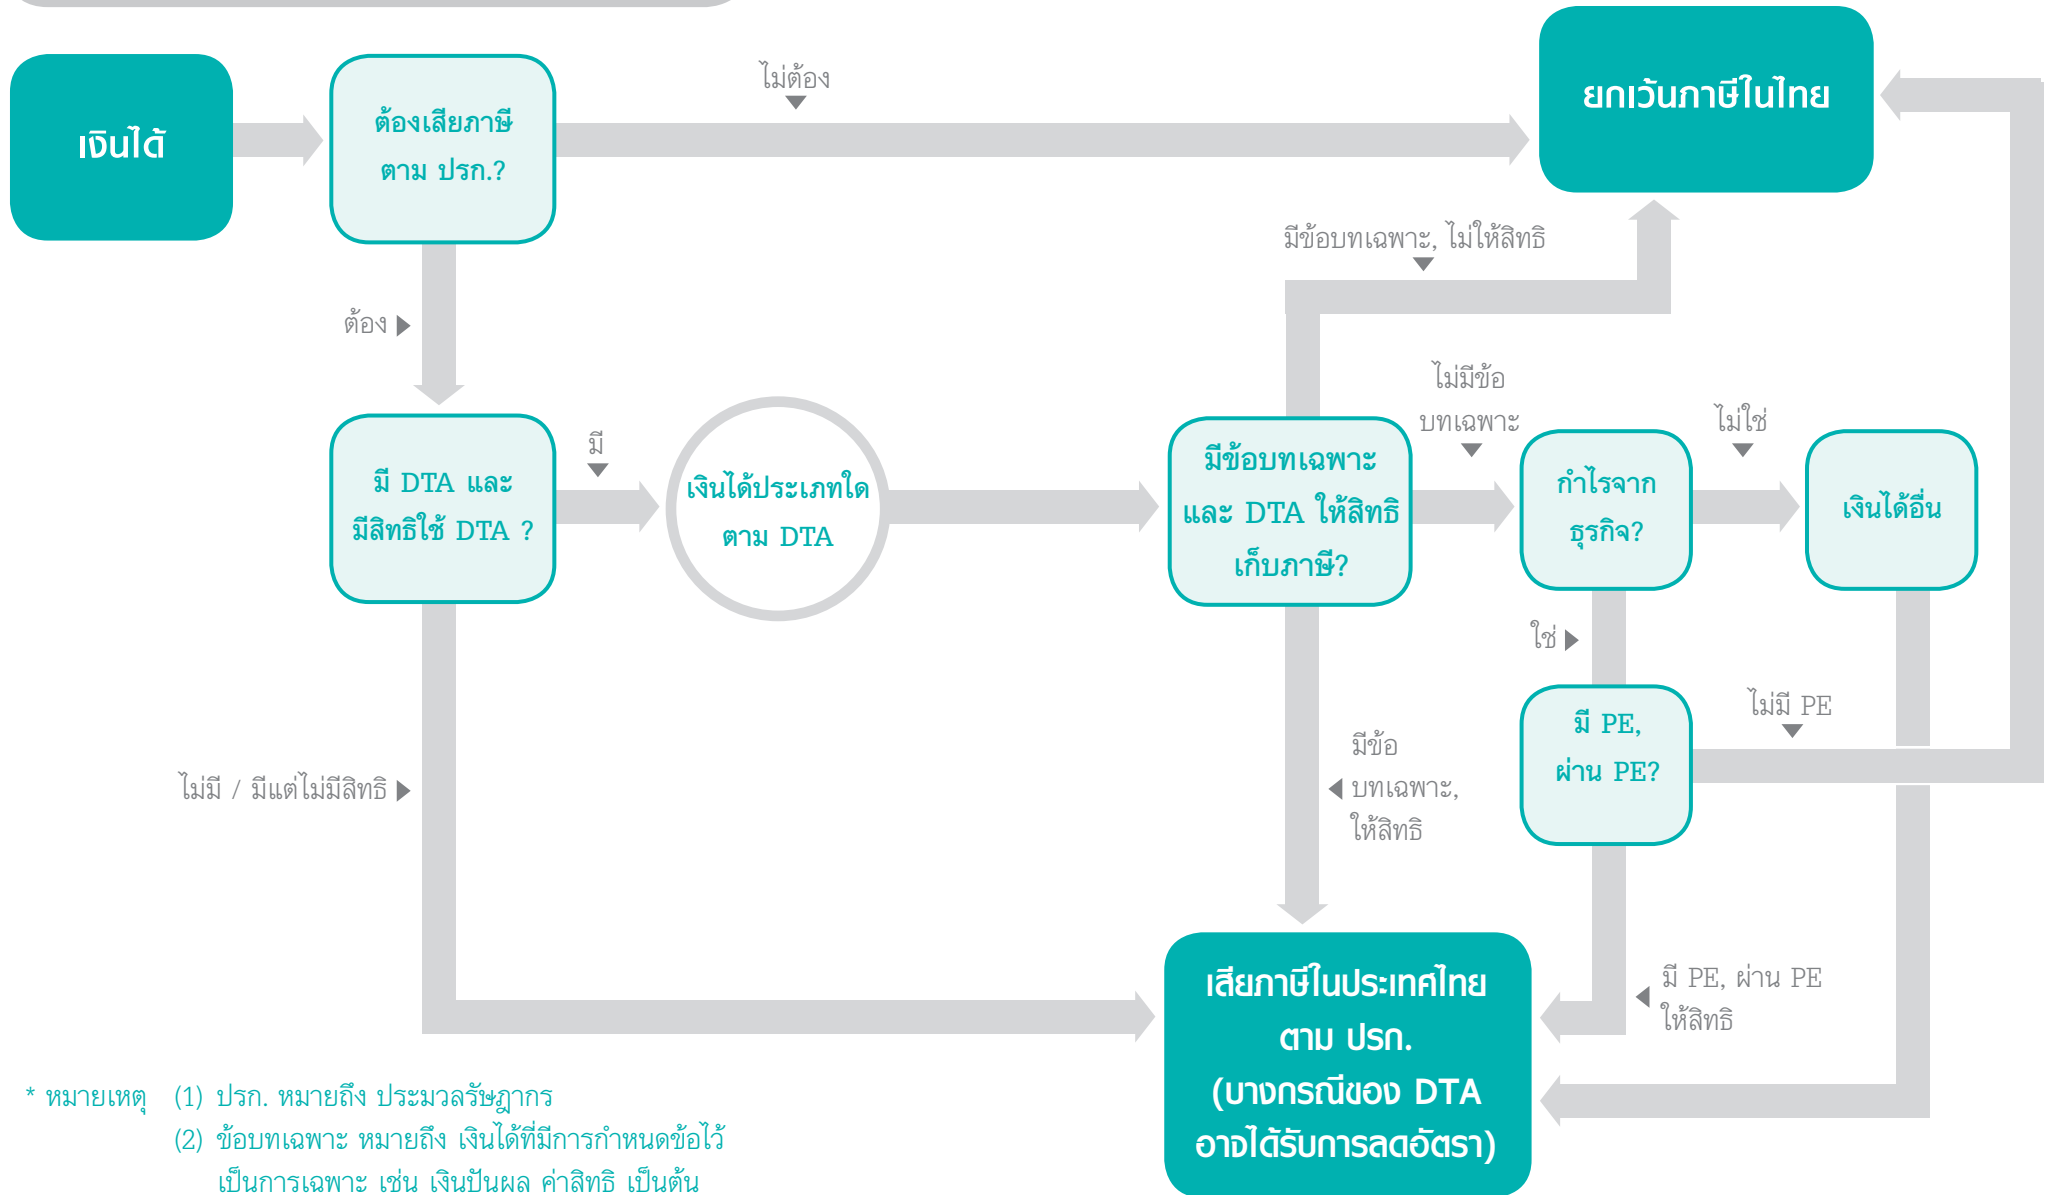 เงินได้
ต้องเสียภาษี
ตาม ปรก.?
ไม่ต้อง
ยกเว้นภาษีในไทย
มีข้อบทเฉพาะ, ไม่ให้สิทธิ
ต้อง
มี DTA และ
มีสิทธิใช้ DTA ?
มี
เงินได้ประเภทใด
ตาม DTA
มีข้อบทเฉพาะ
และ DTA ให้สิทธิ
เก็บภาษี?
ไม่มีข้อ
บทเฉพาะ
กำไรจาก
ธุรกิจ?
ไม่ใช่
เงินได้อื่น
ใช่
มี PE,
ผ่าน PE?
ไม่มี PE
ไม่มี / มีแต่ไม่มีสิทธิ
มีข้อ
บทเฉพาะ,
ให้สิทธิ
มี PE, ผ่าน PE
ให้สิทธิ
เสียภาษีในประเทศไทย
ตาม ปรก.
(บางกรณีของ DTA
อาจได้รับการลดอัตรา)
* หมายเหตุ (1) ปรก. หมายถึง ประมวลรัษฎากร
(2) ข้อบทเฉพาะ หมายถึง เงินได้ที่มีการกำหนดข้อไว้
เป็นการเฉพาะ เช่น เงินปันผล ค่าสิทธิ เป็นต้น